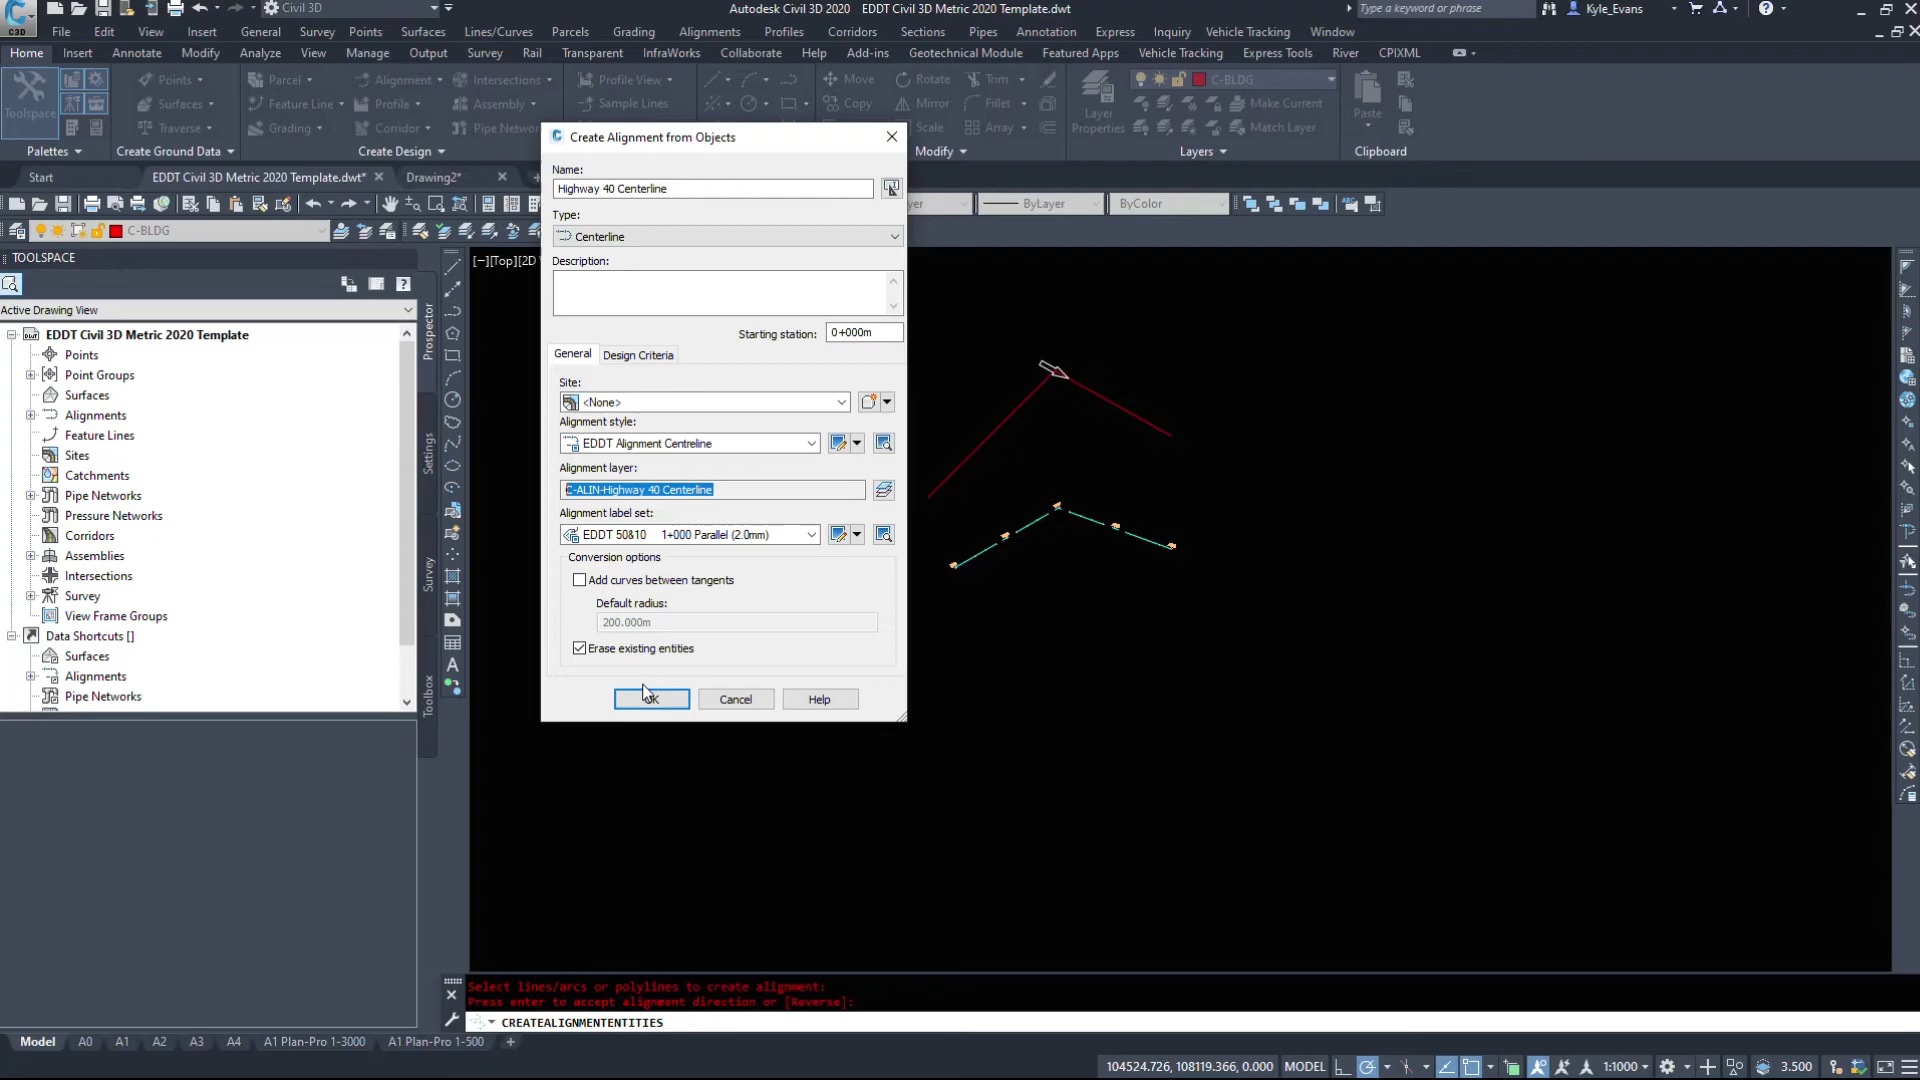 Civil 3D
Autodesk Civil 3D 2020 EDDT Civil 3D Metric 2020 Template.dwt
Type a keyword or phrase
Kyle_Evans
C3D
File Edit View Insert General Survey Points Surfaces Lines/Curves Parcels Grading Alignments Profiles Corridors Sections Pipes Annotation Inquiry Express Vehicle Tracking Window
Home Insert Annotate Modify Analyze View Manage Output Survey Rail Transparent InfraWorks Collaborate Help Add-ins Geotechnical Module Featured Apps Vehicle Tracking Express Tools River CPIXML
Toolspace
Points
Parcel
Alignment
Intersections
Profile View
Move
Rotate
Trim
C-BLDG
Surfaces
Feature Line
Profile
Assembly
Sample Lines
Copy
Mirror
Fillet
Make Current
Traverse
Grading
Corridor
Pipe Networ
Scale
Array
Layer
Properties
Match Layer
Paste
Palettes
Create Ground Data
Create Design
Modify
Layers
Clipboard
Start
EDDT Civil 3D Metric 2020 Template.dwt*
Drawing2*
ByLayer
ByColor
C-BLDG
TOOLSPACE
[−][Top][2D
Active Drawing View
EDDT Civil 3D Metric 2020 Template
Points
Point Groups
Surfaces
Alignments
Feature Lines
Sites
Catchments
Pipe Networks
Pressure Networks
Corridors
Assemblies
Intersections
Survey
View Frame Groups
Data Shortcuts []
Surfaces
Alignments
Pipe Networks
Prospector
Settings
Survey
Toolbox
Create Alignment from Objects
Name:
Highway 40 Centerline
Type:
Centerline
Description:
Starting station:
0+000m
General
Design Criteria
Site:
<None>
Alignment style:
EDDT Alignment Centreline
Alignment layer:
C-ALIN-Highway 40 Centerline
Alignment label set:
EDDT 50&10 1+000 Parallel (2.0mm)
Conversion options
Add curves between tangents
Default radius:
200.000m
Erase existing entities
OK
Cancel
Help
Select lines/arcs or polylines to create alignment:
Press enter to accept alignment direction or [Reverse]:
CREATEALIGNMENTENTITIES
Model A0 A1 A2 A3 A4 A1 Plan-Pro 1-3000 A1 Plan-Pro 1-500
104524.726, 108119.366, 0.000 MODEL
1:1000
3.500